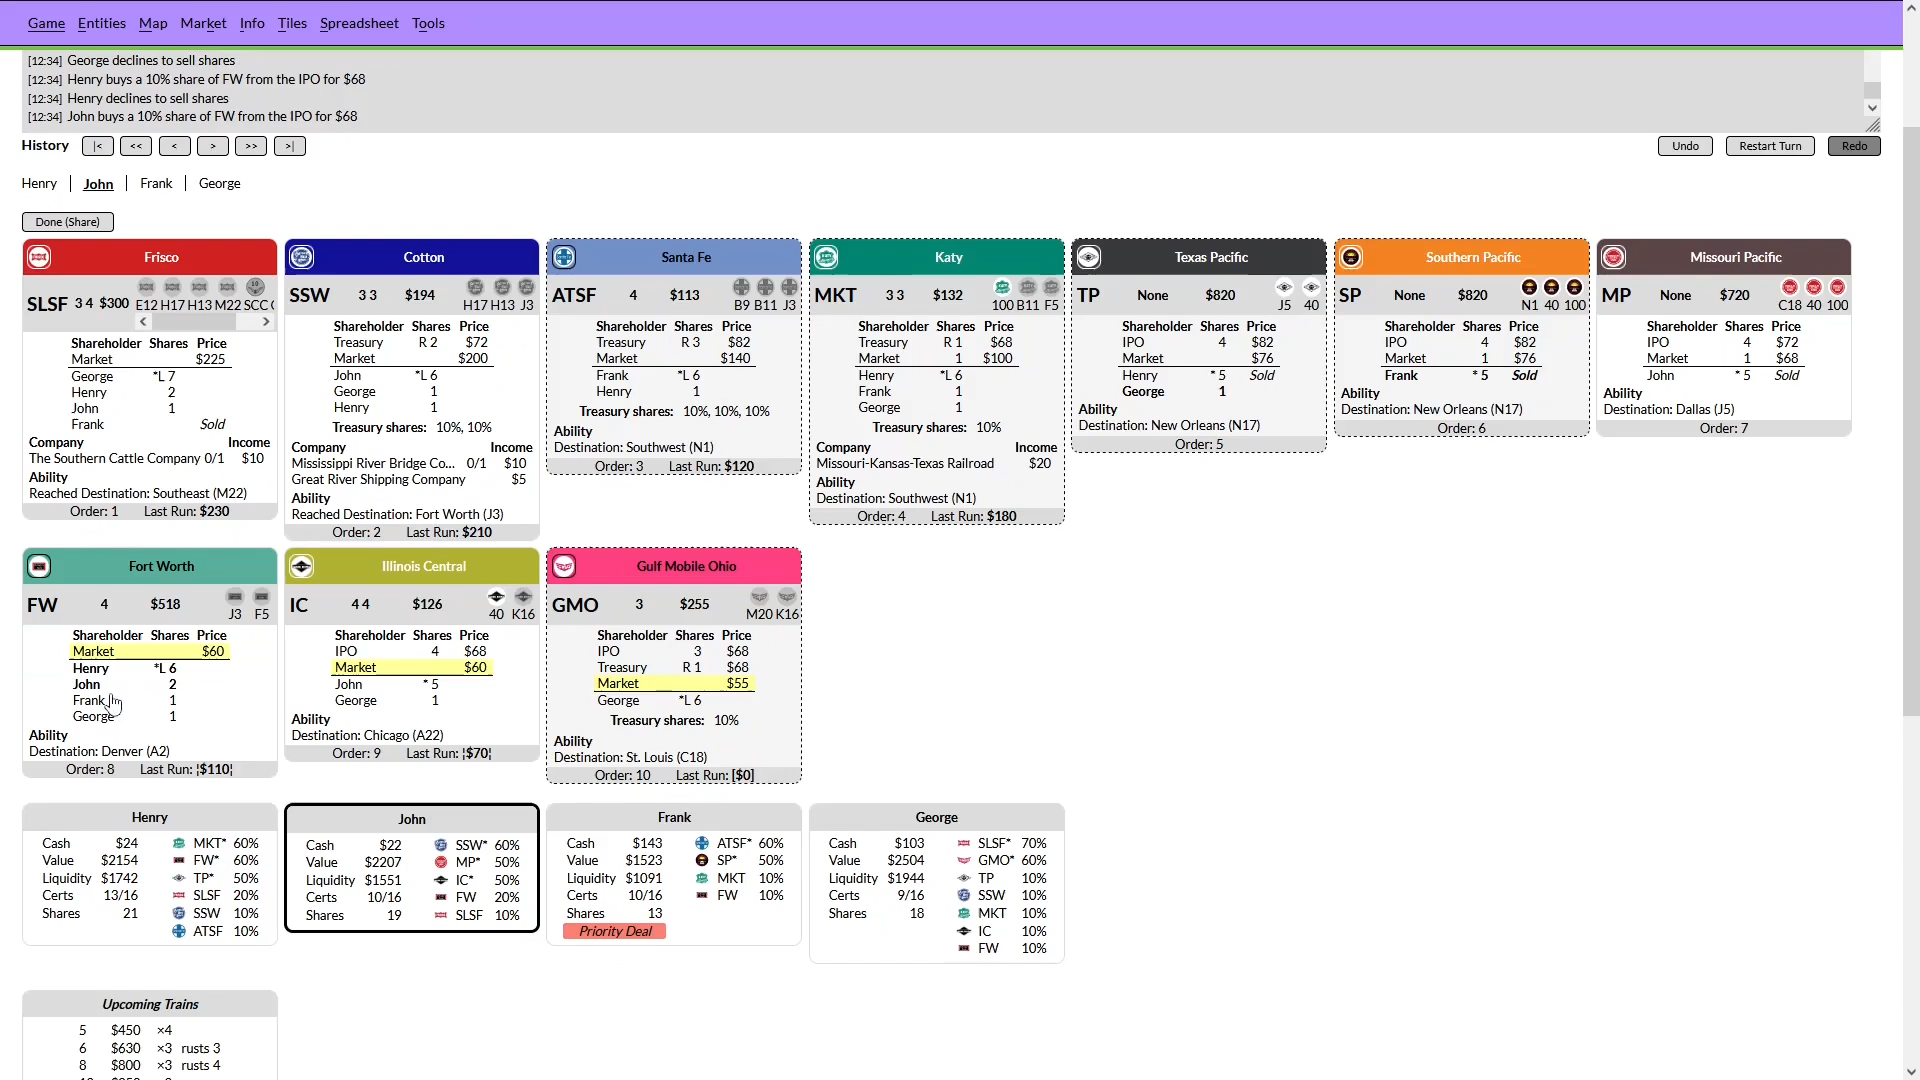 Game Entities Map Market Info Tiles Spreadsheet Tools
[12:34] George declines to sell shares
[12:34] Henry buys a 10% share of FW from the IPO for $68
[12:34] Henry declines to sell shares
[12:34] John buys a 10% share of FW from the IPO for $68
History |< << < > >> >| Undo Restart Turn Redo
Henry John Frank George
Done (Share)
Frisco
SLSF 3 4 $300 E12 H17 H13 M22 SCC
Shareholder Shares Price
Market $225
George *L 7
Henry 2
John 1
Frank Sold
Company Income
The Southern Cattle Company 0/1 $10
Ability
Reached Destination: Southeast (M22)
Order: 1 Last Run: $230
Cotton
SSW 3 3 $194 H17 H13 J3
Shareholder Shares Price
Treasury R 2 $72
Market $200
John *L 6
George 1
Henry 1
Treasury shares: 10%, 10%
Company Income
Mississippi River Bridge Co... 0/1 $10
Great River Shipping Company $5
Ability
Reached Destination: Fort Worth (J3)
Order: 2 Last Run: $210
Santa Fe
ATSF 4 $113 B9 B11 J3
Shareholder Shares Price
Treasury R 3 $82
Market $140
Frank *L 6
Henry 1
Treasury shares: 10%, 10%, 10%
Ability
Destination: Southwest (N1)
Order: 3 Last Run: $120
Katy
MKT 3 3 $132 100 B11 F5
Shareholder Shares Price
Treasury R 1 $68
Market 1 $100
Henry *L 6
Frank 1
George 1
Treasury shares: 10%
Company Income
Missouri-Kansas-Texas Railroad $20
Ability
Destination: Southwest (N1)
Order: 4 Last Run: $180
Texas Pacific
TP None $820 J5 40
Shareholder Shares Price
IPO 4 $82
Market $76
Henry * 5 Sold
George 1
Ability
Destination: New Orleans (N17)
Order: 5
Southern Pacific
SP None $820 N1 40 100
Shareholder Shares Price
IPO 4 $82
Market 1 $76
Frank * 5 Sold
Ability
Destination: New Orleans (N17)
Order: 6
Missouri Pacific
MP None $720 C18 40 100
Shareholder Shares Price
IPO 4 $72
Market 1 $68
John * 5 Sold
Ability
Destination: Dallas (J5)
Order: 7
Fort Worth
FW 4 $518 J3 F5
Shareholder Shares Price
Market $60
Henry *L 6
John 2
Frank 1
George 1
Ability
Destination: Denver (A2)
Order: 8 Last Run: ¦$110¦
Illinois Central
IC 4 4 $126 40 K16
Shareholder Shares Price
IPO 4 $68
Market $60
John * 5
George 1
Ability
Destination: Chicago (A22)
Order: 9 Last Run: ¦$70¦
Gulf Mobile Ohio
GMO 3 $255 M20 K16
Shareholder Shares Price
IPO 3 $68
Treasury R 1 $68
Market $55
George *L 6
Treasury shares: 10%
Ability
Destination: St. Louis (C18)
Order: 10 Last Run: [$0]
Henry
Cash $24 MKT* 60%
Value $2154 FW* 60%
Liquidity $1742 TP* 50%
Certs 13/16 SLSF 20%
Shares 21 SSW 10%
ATSF 10%
John
Cash $22 SSW* 60%
Value $2207 MP* 50%
Liquidity $1551 IC* 50%
Certs 10/16 FW 20%
Shares 19 SLSF 10%
Frank
Cash $143 ATSF* 60%
Value $1523 SP* 50%
Liquidity $1091 MKT 10%
Certs 10/16 FW 10%
Shares 13
Priority Deal
George
Cash $103 SLSF* 70%
Value $2504 GMO* 60%
Liquidity $1944 TP 10%
Certs 9/16 SSW 10%
Shares 18 MKT 10%
IC 10%
FW 10%
Upcoming Trains
5 $450 ×4
6 $630 ×3 rusts 3
8 $800 ×3 rusts 4